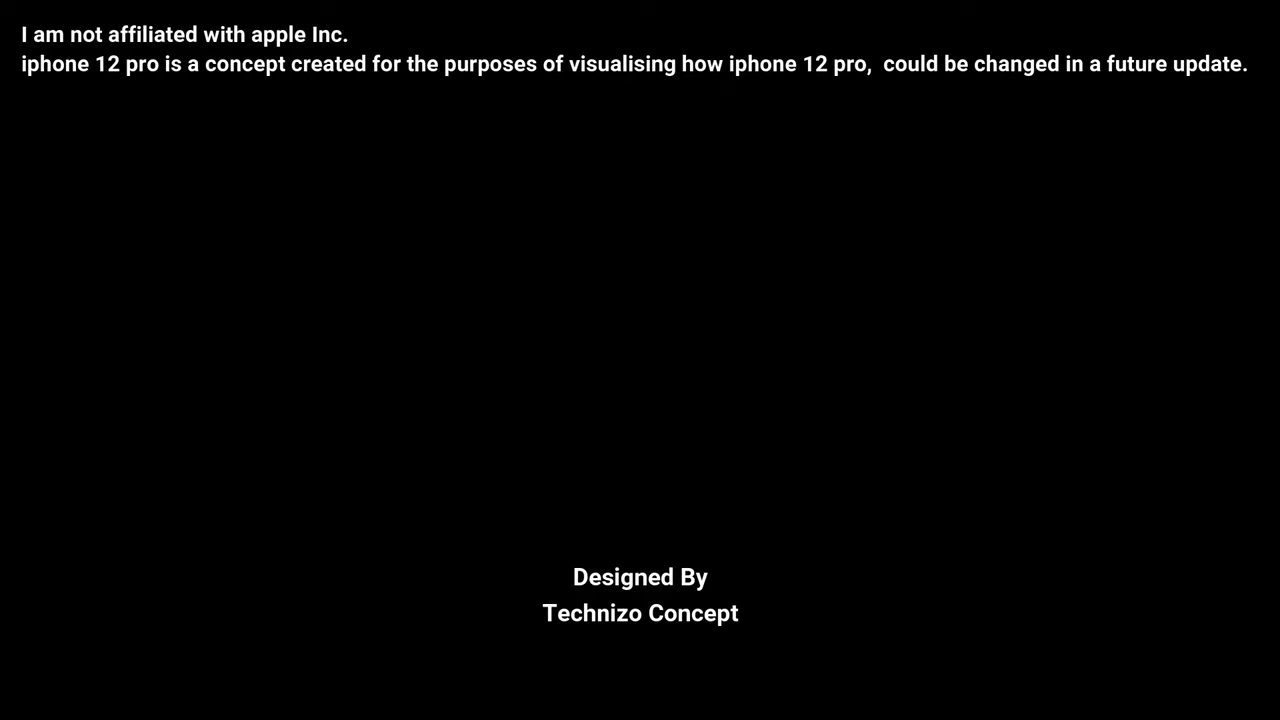 I am not affiliated with apple Inc.
iphone 12 pro is a concept created for the purposes of visualising how iphone 12 pro,  could be changed in a future update.
Designed By
Technizo Concept